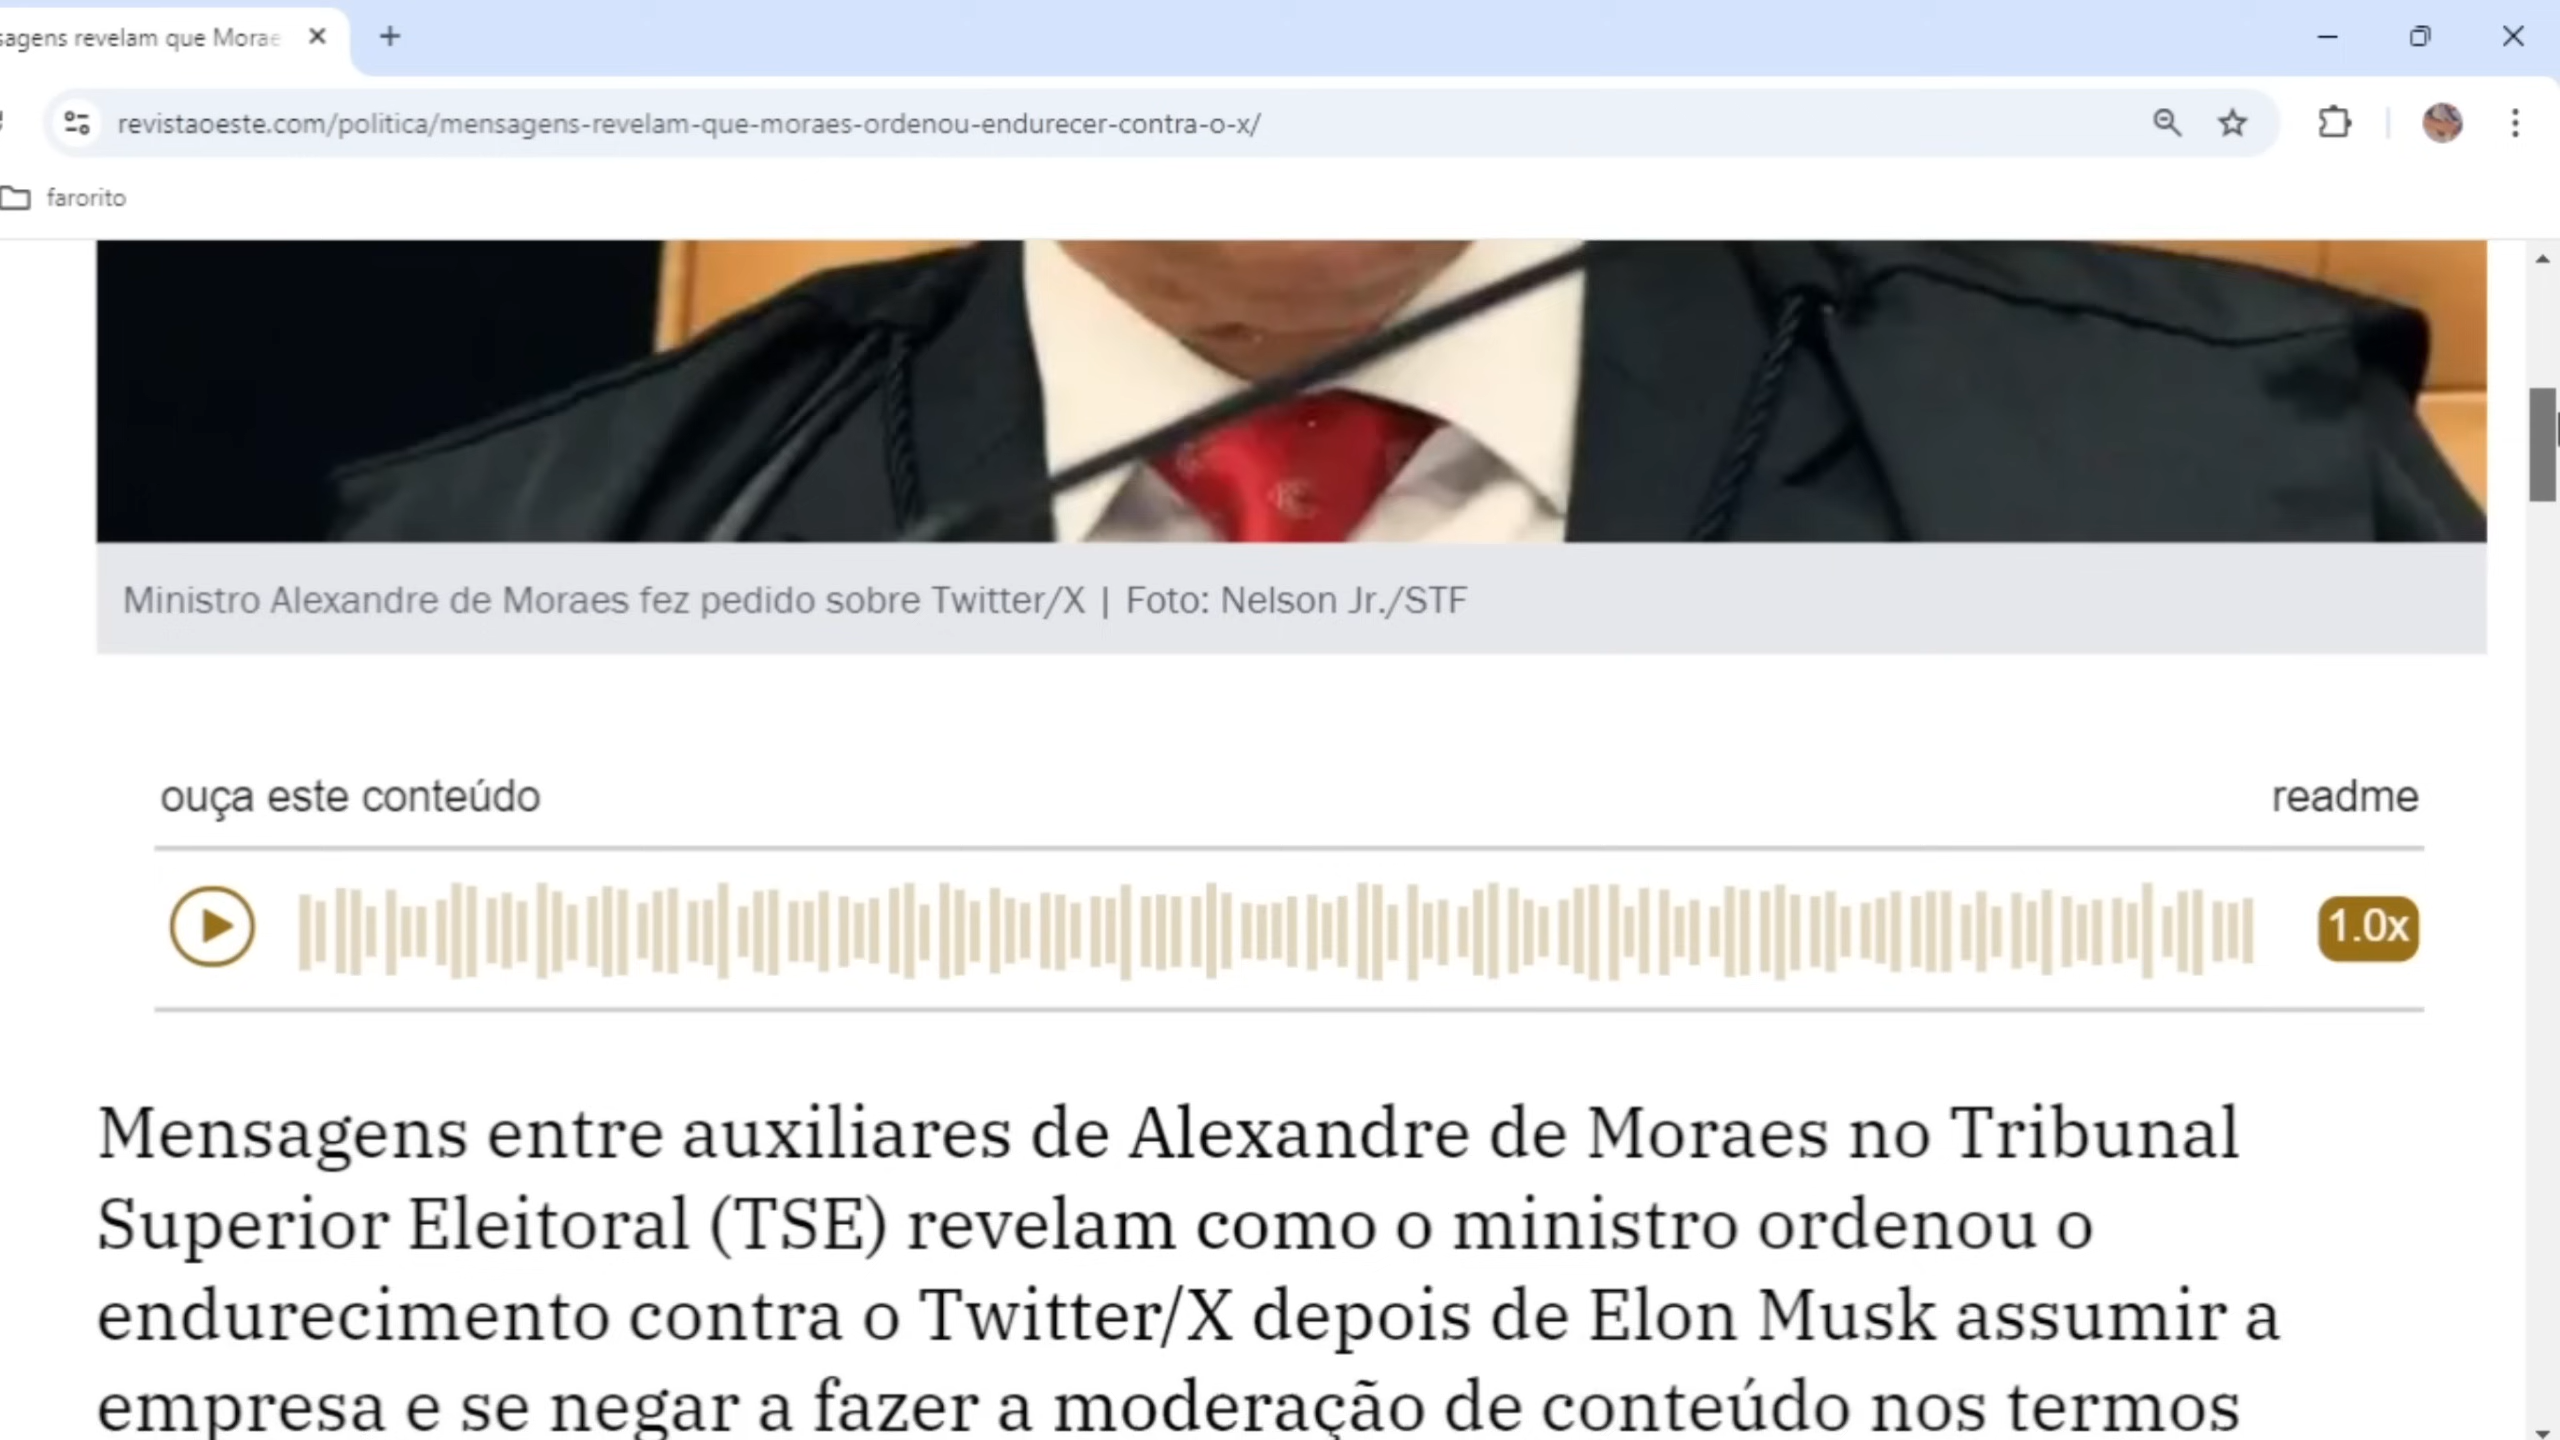 sagens revelam que Morae
revistaoeste.com/politica/mensagens-revelam-que-moraes-ordenou-endurecer-contra-o-x/
farorito
Ministro Alexandre de Moraes fez pedido sobre Twitter/X | Foto: Nelson Jr./STF
ouça este conteúdo
readme
1.0x
Mensagens entre auxiliares de Alexandre de Moraes no Tribunal
Superior Eleitoral (TSE) revelam como o ministro ordenou o
endurecimento contra o Twitter/X depois de Elon Musk assumir a
empresa e se negar a fazer a moderação de conteúdo nos termos